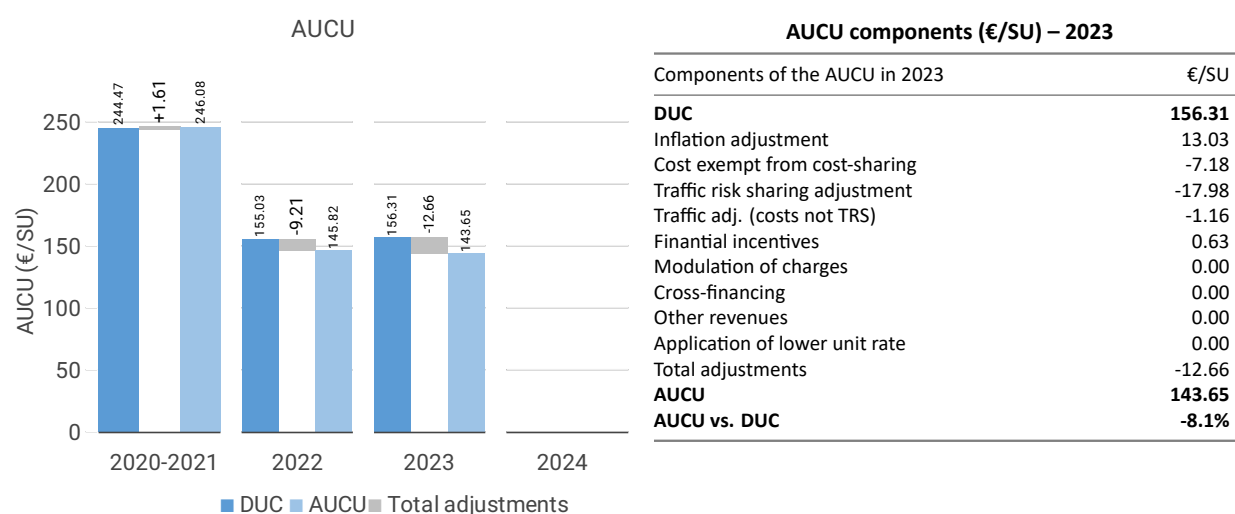 AUCU
AUCU (€/SU)
250
200
150
100
50
0
244.47
+1.61
246.08
155.03
-9.21
145.82
156.31
-12.66
143.65
2020-2021
2022
2023
2024
DUC
AUCU
Total adjustments
AUCU components (€/SU) – 2023
Components of the AUCU in 2023 €/SU
DUC 156.31
Inflation adjustment 13.03
Cost exempt from cost-sharing -7.18
Traffic risk sharing adjustment -17.98
Traffic adj. (costs not TRS) -1.16
Finantial incentives 0.63
Modulation of charges 0.00
Cross-financing 0.00
Other revenues 0.00
Application of lower unit rate 0.00
Total adjustments -12.66
AUCU 143.65
AUCU vs. DUC -8.1%